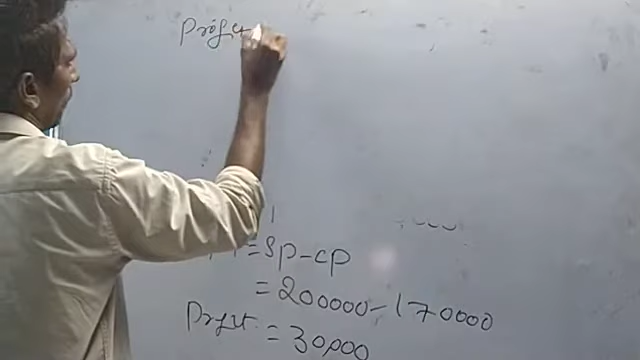 Profit
= SP - CP
= 200000 - 170000
Profit = 30,000